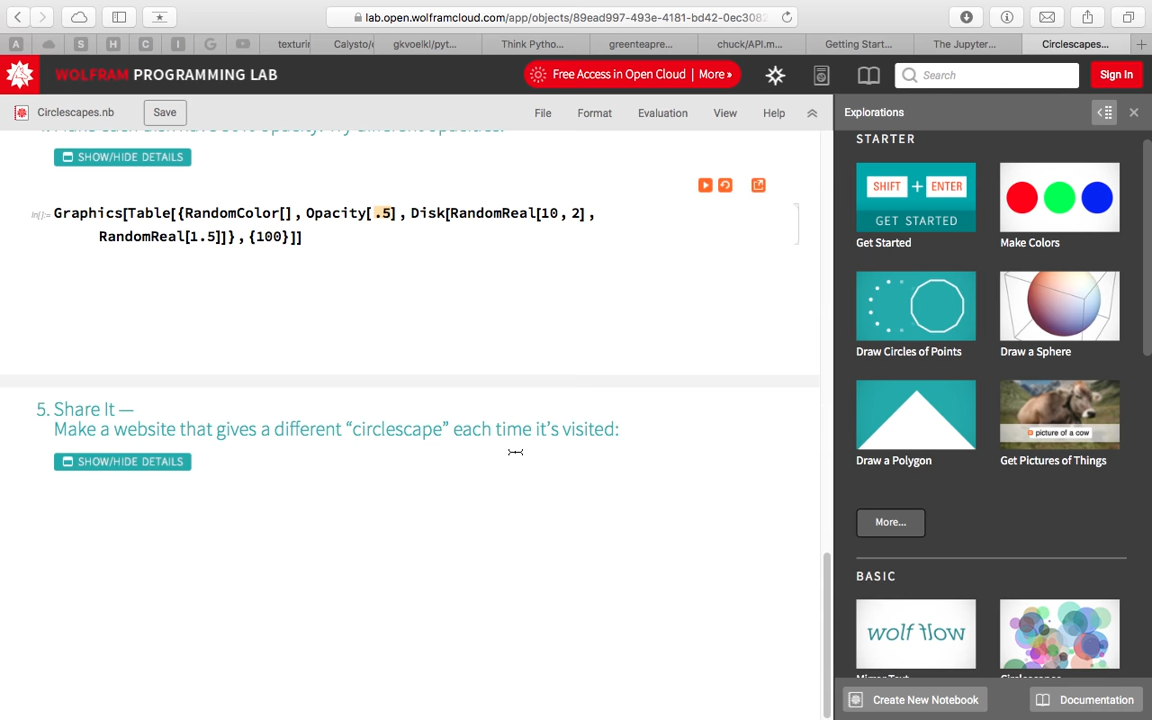 lab.open.wolframcloud.com/app/objects/89ead997-493e-4181-bd42-0ec3082
A
S
H
C
I
G
texturin
Calysto/c
gkvoelkl/pyt...
Think Pytho...
greenteapre...
chuck/API.m...
Getting Start...
The Jupyter...
Circlescapes...
WOLFRAM PROGRAMMING LAB
Free Access in Open Cloud | More »
Search
Sign In
Circlescapes.nb
Save
File
Format
Evaluation
View
Help
Explorations
SHOW/HIDE DETAILS
In[]:= Graphics[Table[{RandomColor[], Opacity[.5], Disk[RandomReal[10, 2],
RandomReal[1.5]]}, {100}]]
5. Share It —
Make a website that gives a different “circlescape” each time it’s visited:
SHOW/HIDE DETAILS
STARTER
SHIFT + ENTER
GET STARTED
Get Started
Make Colors
Draw Circles of Points
Draw a Sphere
picture of a cow
Draw a Polygon
Get Pictures of Things
More...
BASIC
wolf flow
Create New Notebook
Documentation